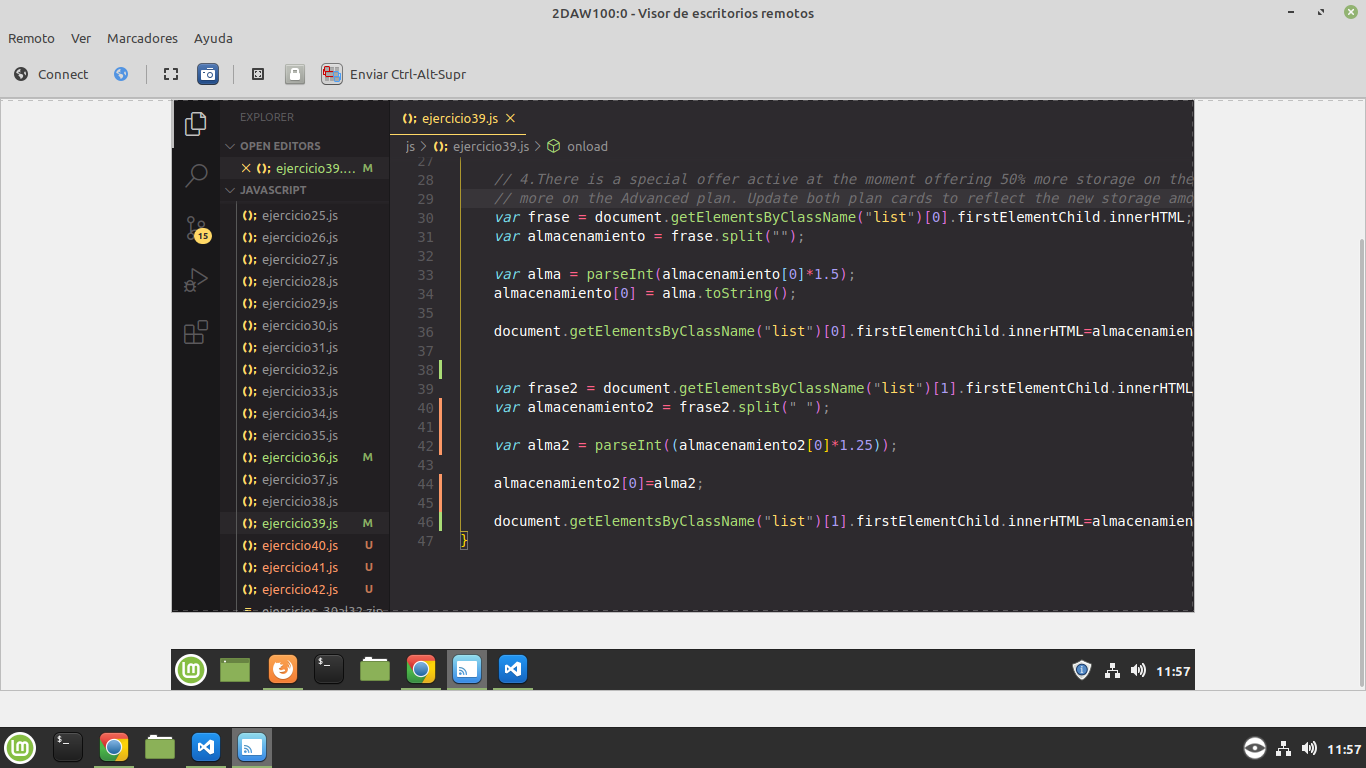 2DAW100:0 - Visor de escritorios remotos
Remoto Ver Marcadores Ayuda
Connect Enviar Ctrl-Alt-Supr
EXPLORER
OPEN EDITORS
ejercicio39.... M
JAVASCRIPT
ejercicio25.js
ejercicio26.js
15
ejercicio27.js
ejercicio28.js
ejercicio29.js
ejercicio30.js
ejercicio31.js
ejercicio32.js
ejercicio33.js
ejercicio34.js
ejercicio35.js
ejercicio36.js M
ejercicio37.js
ejercicio38.js
ejercicio39.js M
ejercicio40.js U
ejercicio41.js U
ejercicio42.js U
ejercicios_30al32.zip
(); ejercicio39.js
js > (); ejercicio39.js > onload
27
28 // 4.There is a special offer active at the moment offering 50% more storage on the
29 // more on the Advanced plan. Update both plan cards to reflect the new storage amo
30 var frase = document.getElementsByClassName("list")[0].firstElementChild.innerHTML;
31 var almacenamiento = frase.split("");
32
33 var alma = parseInt(almacenamiento[0]*1.5);
34 almacenamiento[0] = alma.toString();
35
36 document.getElementsByClassName("list")[0].firstElementChild.innerHTML=almacenamien
37
38
39 var frase2 = document.getElementsByClassName("list")[1].firstElementChild.innerHTML
40 var almacenamiento2 = frase2.split(" ");
41
42 var alma2 = parseInt((almacenamiento2[0]*1.25));
43
44 almacenamiento2[0]=alma2;
45
46 document.getElementsByClassName("list")[1].firstElementChild.innerHTML=almacenamien
47 }
11:57
11:57